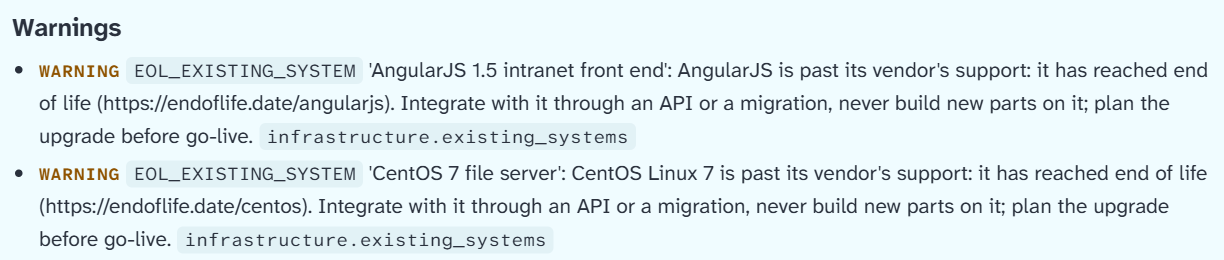 Warnings
• WARNING EOL_EXISTING_SYSTEM 'AngularJS 1.5 intranet front end': AngularJS is past its vendor's support: it has reached end
of life (https://endoflife.date/angularjs). Integrate with it through an API or a migration, never build new parts on it; plan the
upgrade before go-live. infrastructure.existing_systems
• WARNING EOL_EXISTING_SYSTEM 'CentOS 7 file server': CentOS Linux 7 is past its vendor's support: it has reached end of life
(https://endoflife.date/centos). Integrate with it through an API or a migration, never build new parts on it; plan the upgrade
before go-live. infrastructure.existing_systems